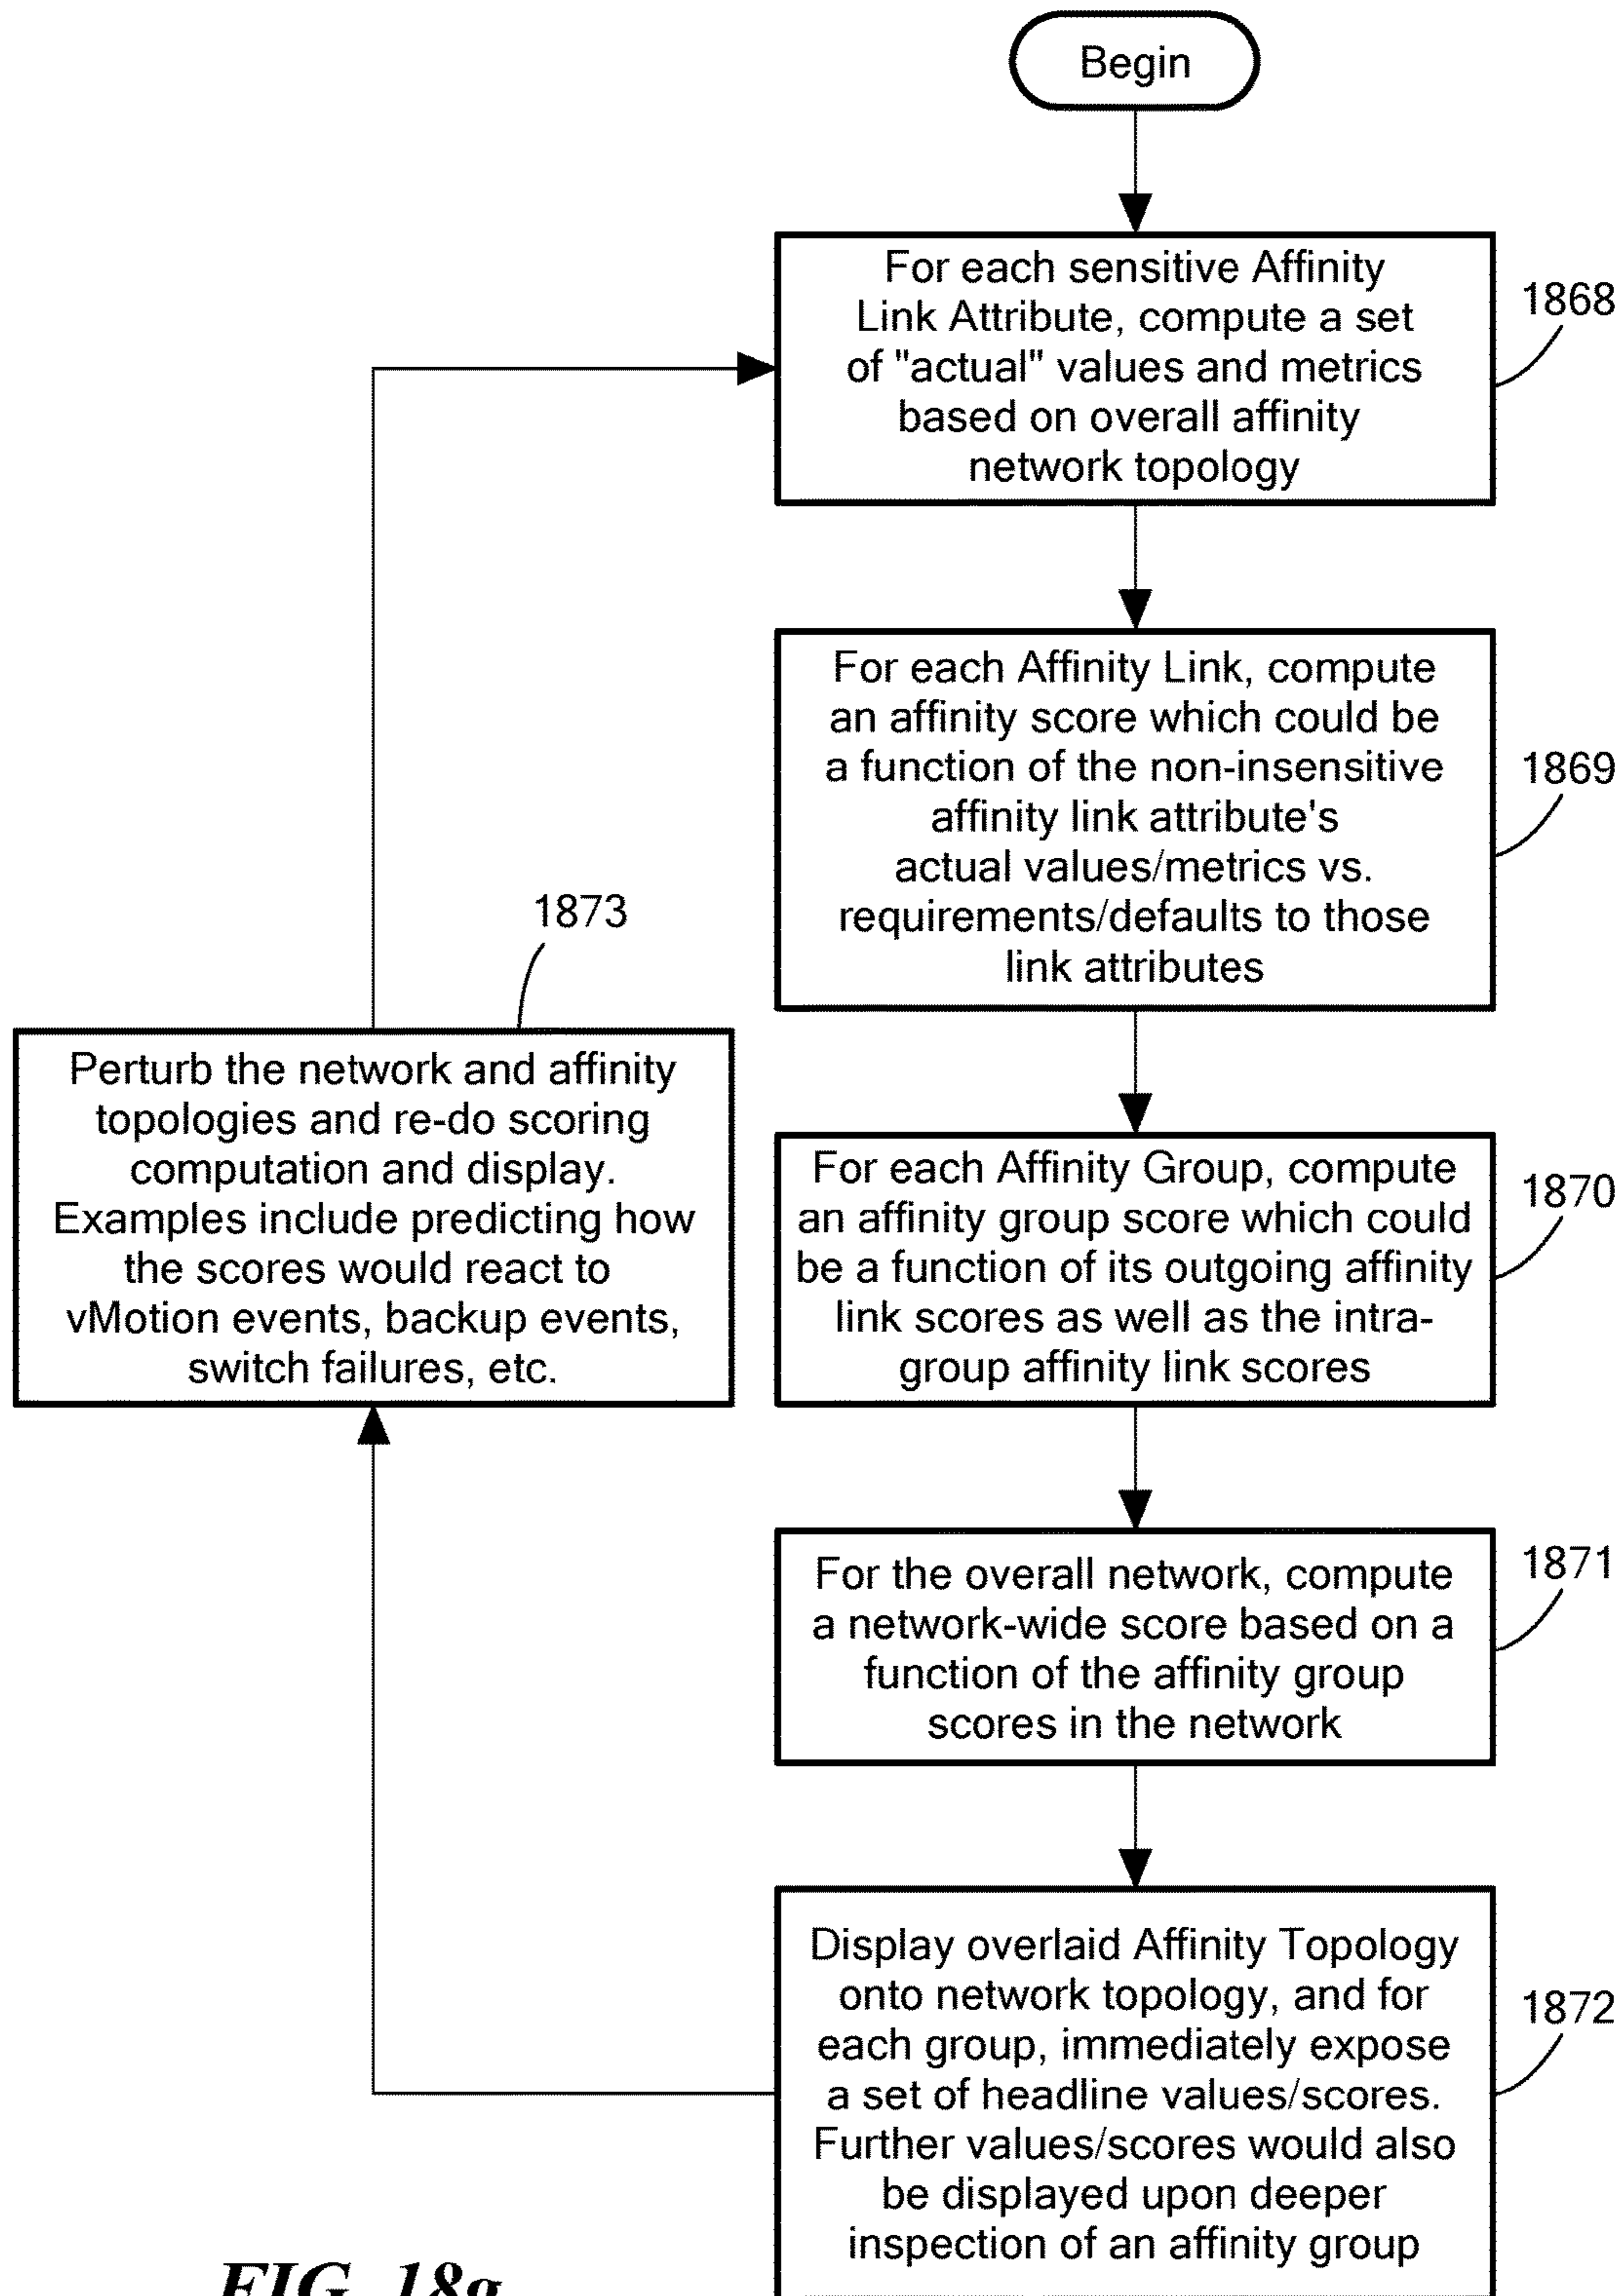 Begin
For each sensitive Affinity
Link Attribute, compute a set
of "actual" values and metrics
based on overall affinity
network topology
1868
For each Affinity Link, compute
an affinity score which could be
a function of the non-insensitive
affinity link attribute's
actual values/metrics vs.
requirements/defaults to those
link attributes
1869
1873
Perturb the network and affinity
topologies and re-do scoring
computation and display.
Examples include predicting how
the scores would react to
vMotion events, backup events,
switch failures, etc.
For each Affinity Group, compute
an affinity group score which could
be a function of its outgoing affinity
link scores as well as the intra-
group affinity link scores
1870
For the overall network, compute
a network-wide score based on a
function of the affinity group
scores in the network
1871
Display overlaid Affinity Topology
onto network topology, and for
each group, immediately expose
a set of headline values/scores.
Further values/scores would also
be displayed upon deeper
inspection of an affinity group
1872
FIG. 18g